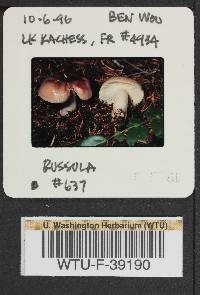 10-6-96 BEN WOO
LK KACHESS, FR #4934
RUSSULA
#637
U. Washington Herbarium (WTU)
WTU-F-39190